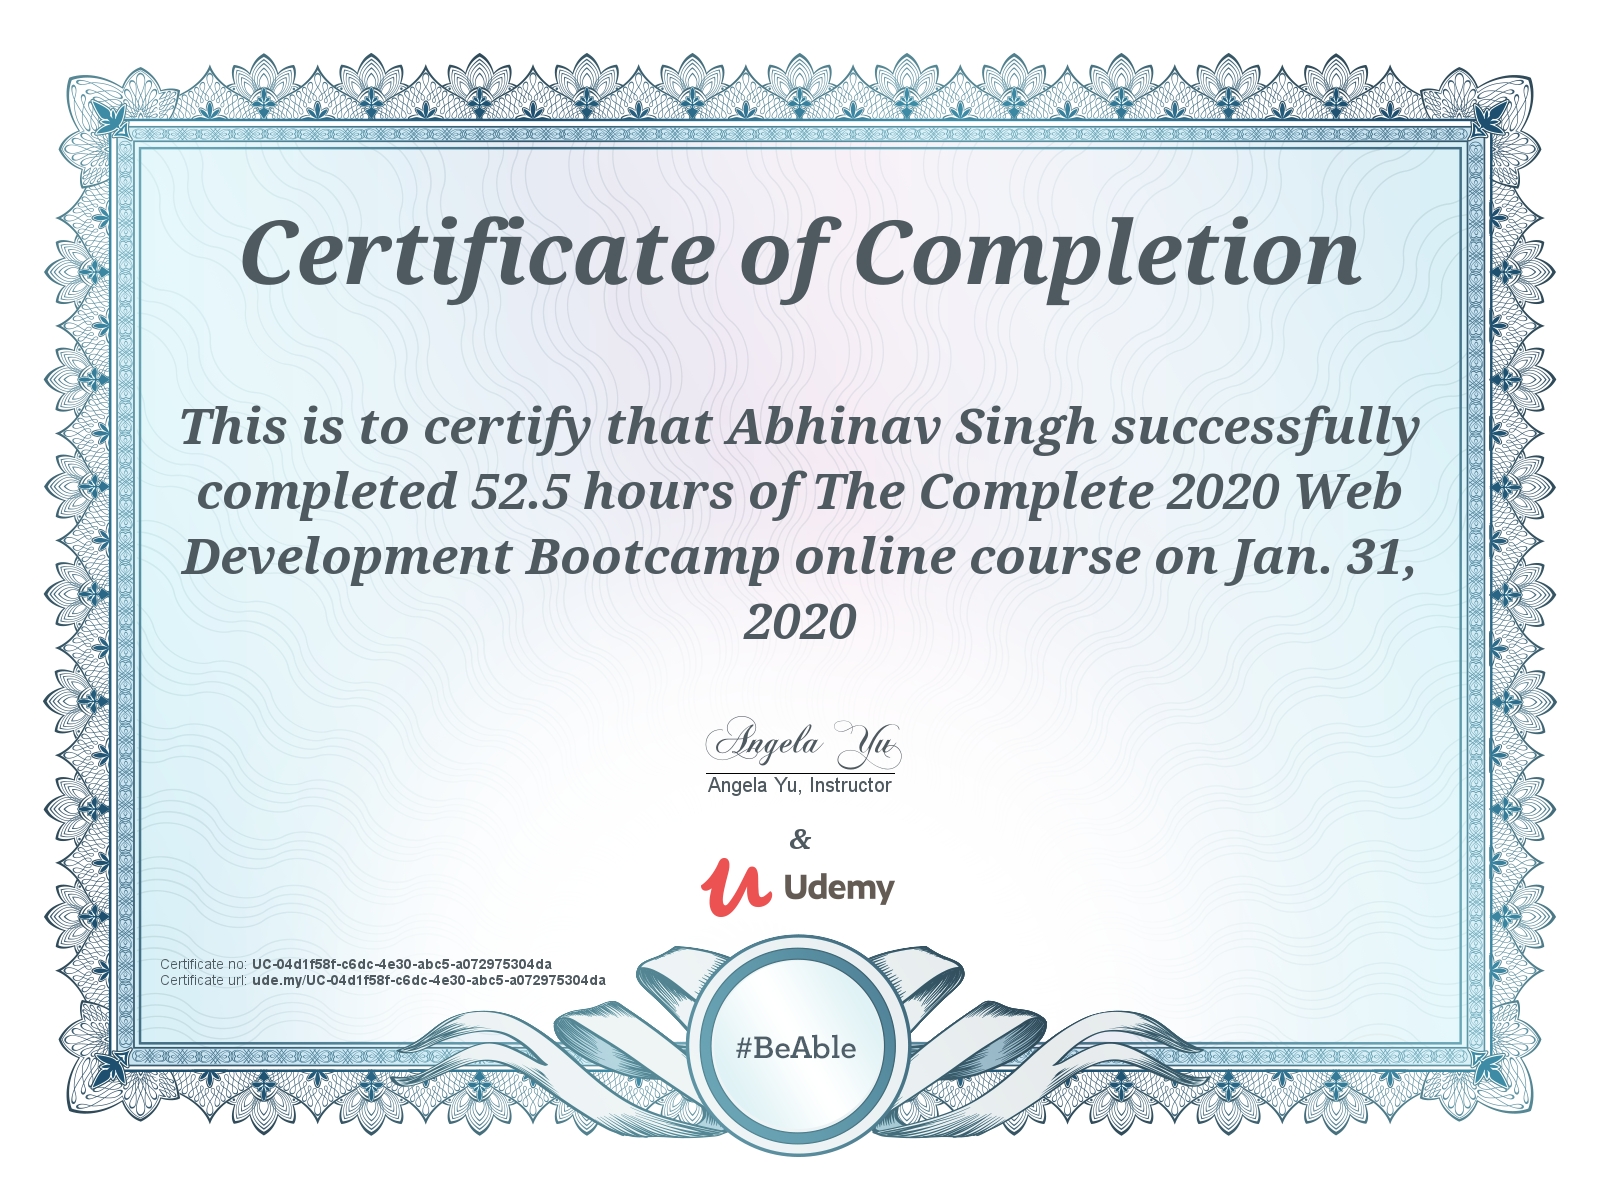 Certificate of Completion
This is to certify that Abhinav Singh successfully
completed 52.5 hours of The Complete 2020 Web
Development Bootcamp online course on Jan. 31,
2020
Angela Yu
Angela Yu, Instructor
&
Udemy
Certificate no: UC-04d1f58f-c6dc-4e30-abc5-a072975304da
Certificate url: ude.my/UC-04d1f58f-c6dc-4e30-abc5-a072975304da
#BeAble